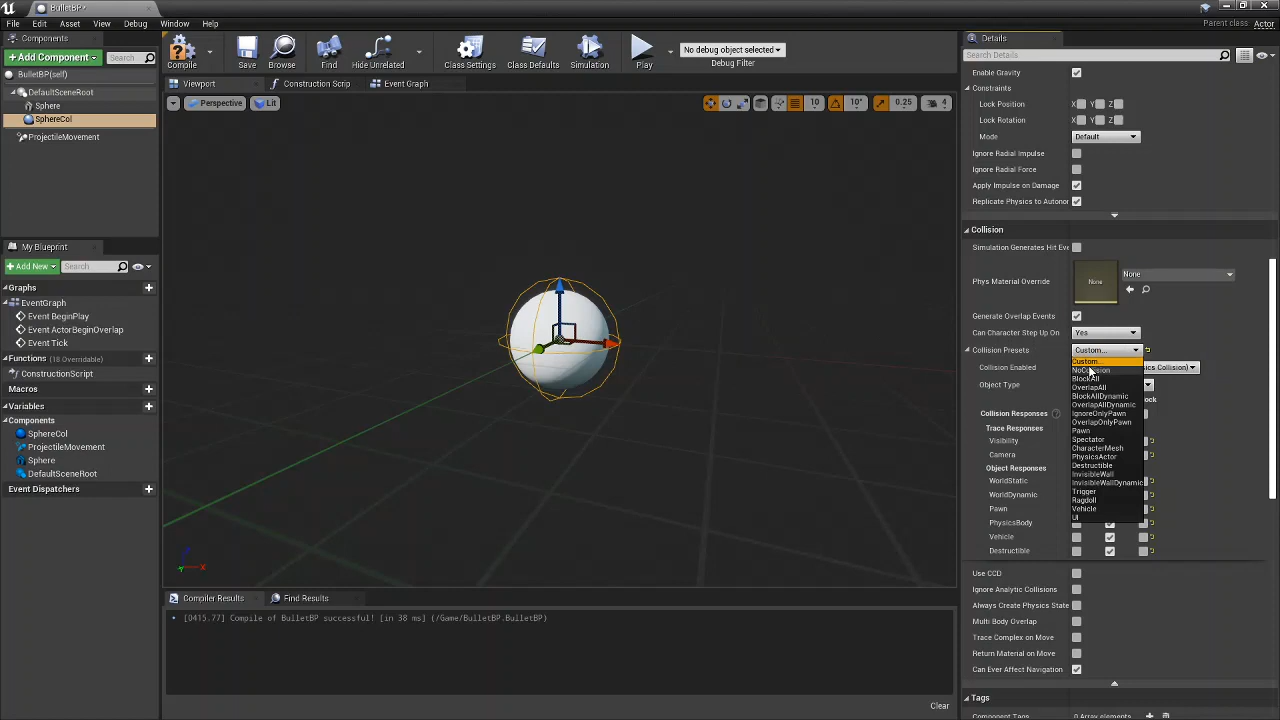 BulletBP*
File Edit Asset View Debug Window Help
Parent class: Actor
Components
+ Add Component
Search
BulletBP(self)
DefaultSceneRoot
Sphere
SphereCol
ProjectileMovement
My Blueprint
+ Add New
Search
Graphs
EventGraph
Event BeginPlay
Event ActorBeginOverlap
Event Tick
Functions (18 Overridable)
ConstructionScript
Macros
Variables
Components
SphereCol
ProjectileMovement
Sphere
DefaultSceneRoot
Event Dispatchers
Compile
Save
Browse
Find
Hide Unrelated
Class Settings
Class Defaults
Simulation
Play
No debug object selected
Debug Filter
Viewport
Construction Scrip
Event Graph
Perspective
Lit
10
10°
0.25
4
X
Compiler Results
Find Results
[0415.77] Compile of BulletBP successful! [in 38 ms] (/Game/BulletBP.BulletBP)
Clear
Details
Search Details
Enable Gravity
Constraints
Lock Position X Y Z
Lock Rotation X Y Z
Mode Default
Ignore Radial Impulse
Ignore Radial Force
Apply Impulse on Damage
Replicate Physics to Autonon
Collision
Simulation Generates Hit Eve
Phys Material Override None None
Generate Overlap Events
Can Character Step Up On Yes
Collision Presets Custom...
Collision Enabled
Object Type
Collision Responses
Trace Responses
Visibility
Camera
Object Responses
WorldStatic
WorldDynamic
Pawn
PhysicsBody
Vehicle
Destructible
Custom...
NoCollision
BlockAll
OverlapAll
BlockAllDynamic
OverlapAllDynamic
IgnoreOnlyPawn
OverlapOnlyPawn
Pawn
Spectator
CharacterMesh
PhysicsActor
Destructible
InvisibleWall
InvisibleWallDynamic
Trigger
Ragdoll
Vehicle
UI
ics Collision)
ock
Use CCD
Ignore Analytic Collisions
Always Create Physics State
Multi Body Overlap
Trace Complex on Move
Return Material on Move
Can Ever Affect Navigation
Tags
Component Tags 0 Array elements